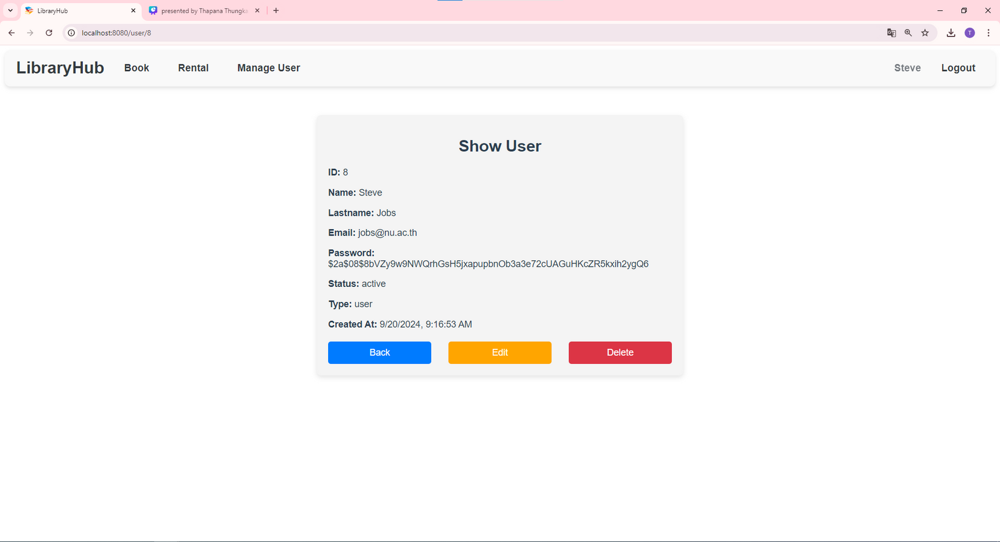 LibraryHub
presented by Thapana Thungka
localhost:8080/user/8
T
LibraryHub Book Rental Manage User Steve Logout
Show User
ID: 8
Name: Steve
Lastname: Jobs
Email: jobs@nu.ac.th
Password:
$2a$08$8bVZy9w9NWQrhGsH5jxapupbnOb3a3e72cUAGuHKcZR5kxih2ygQ6
Status: active
Type: user
Created At: 9/20/2024, 9:16:53 AM
Back Edit Delete